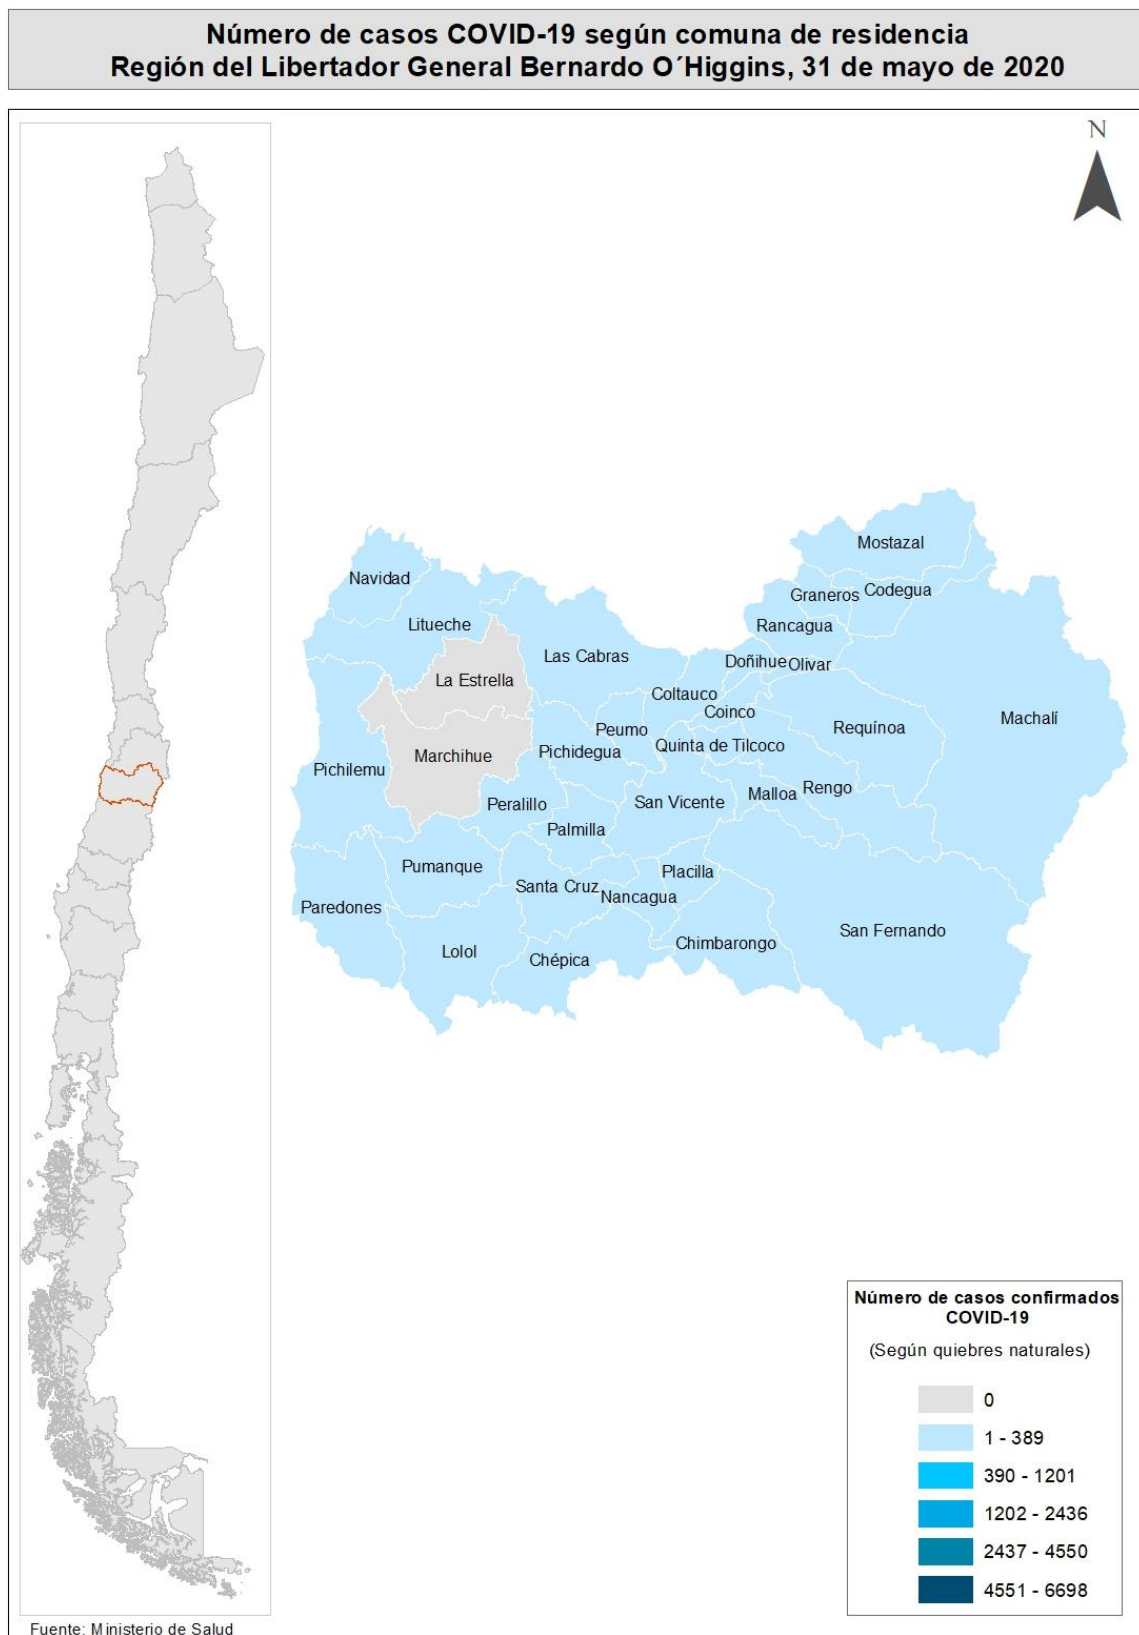 Número de casos COVID-19 según comuna de residencia
Región del Libertador General Bernardo O´Higgins, 31 de mayo de 2020
N
Mostazal
Navidad
Graneros
Codegua
Litueche
Rancagua
Las Cabras
Doñihue
Olivar
La Estrella
Coltauco
Coinco
Machalí
Peumo
Requínoa
Marchihue
Pichidegua
Quinta de Tilcoco
Pichilemu
Peralillo
San Vicente
Malloa
Rengo
Palmilla
Pumanque
Placilla
Santa Cruz
Nancagua
Paredones
San Fernando
Lolol
Chépica
Chimbarongo
Número de casos confirmados
COVID-19
(Según quiebres naturales)
0
1 - 389
390 - 1201
1202 - 2436
2437 - 4550
4551 - 6698
Fuente: Ministerio de Salud